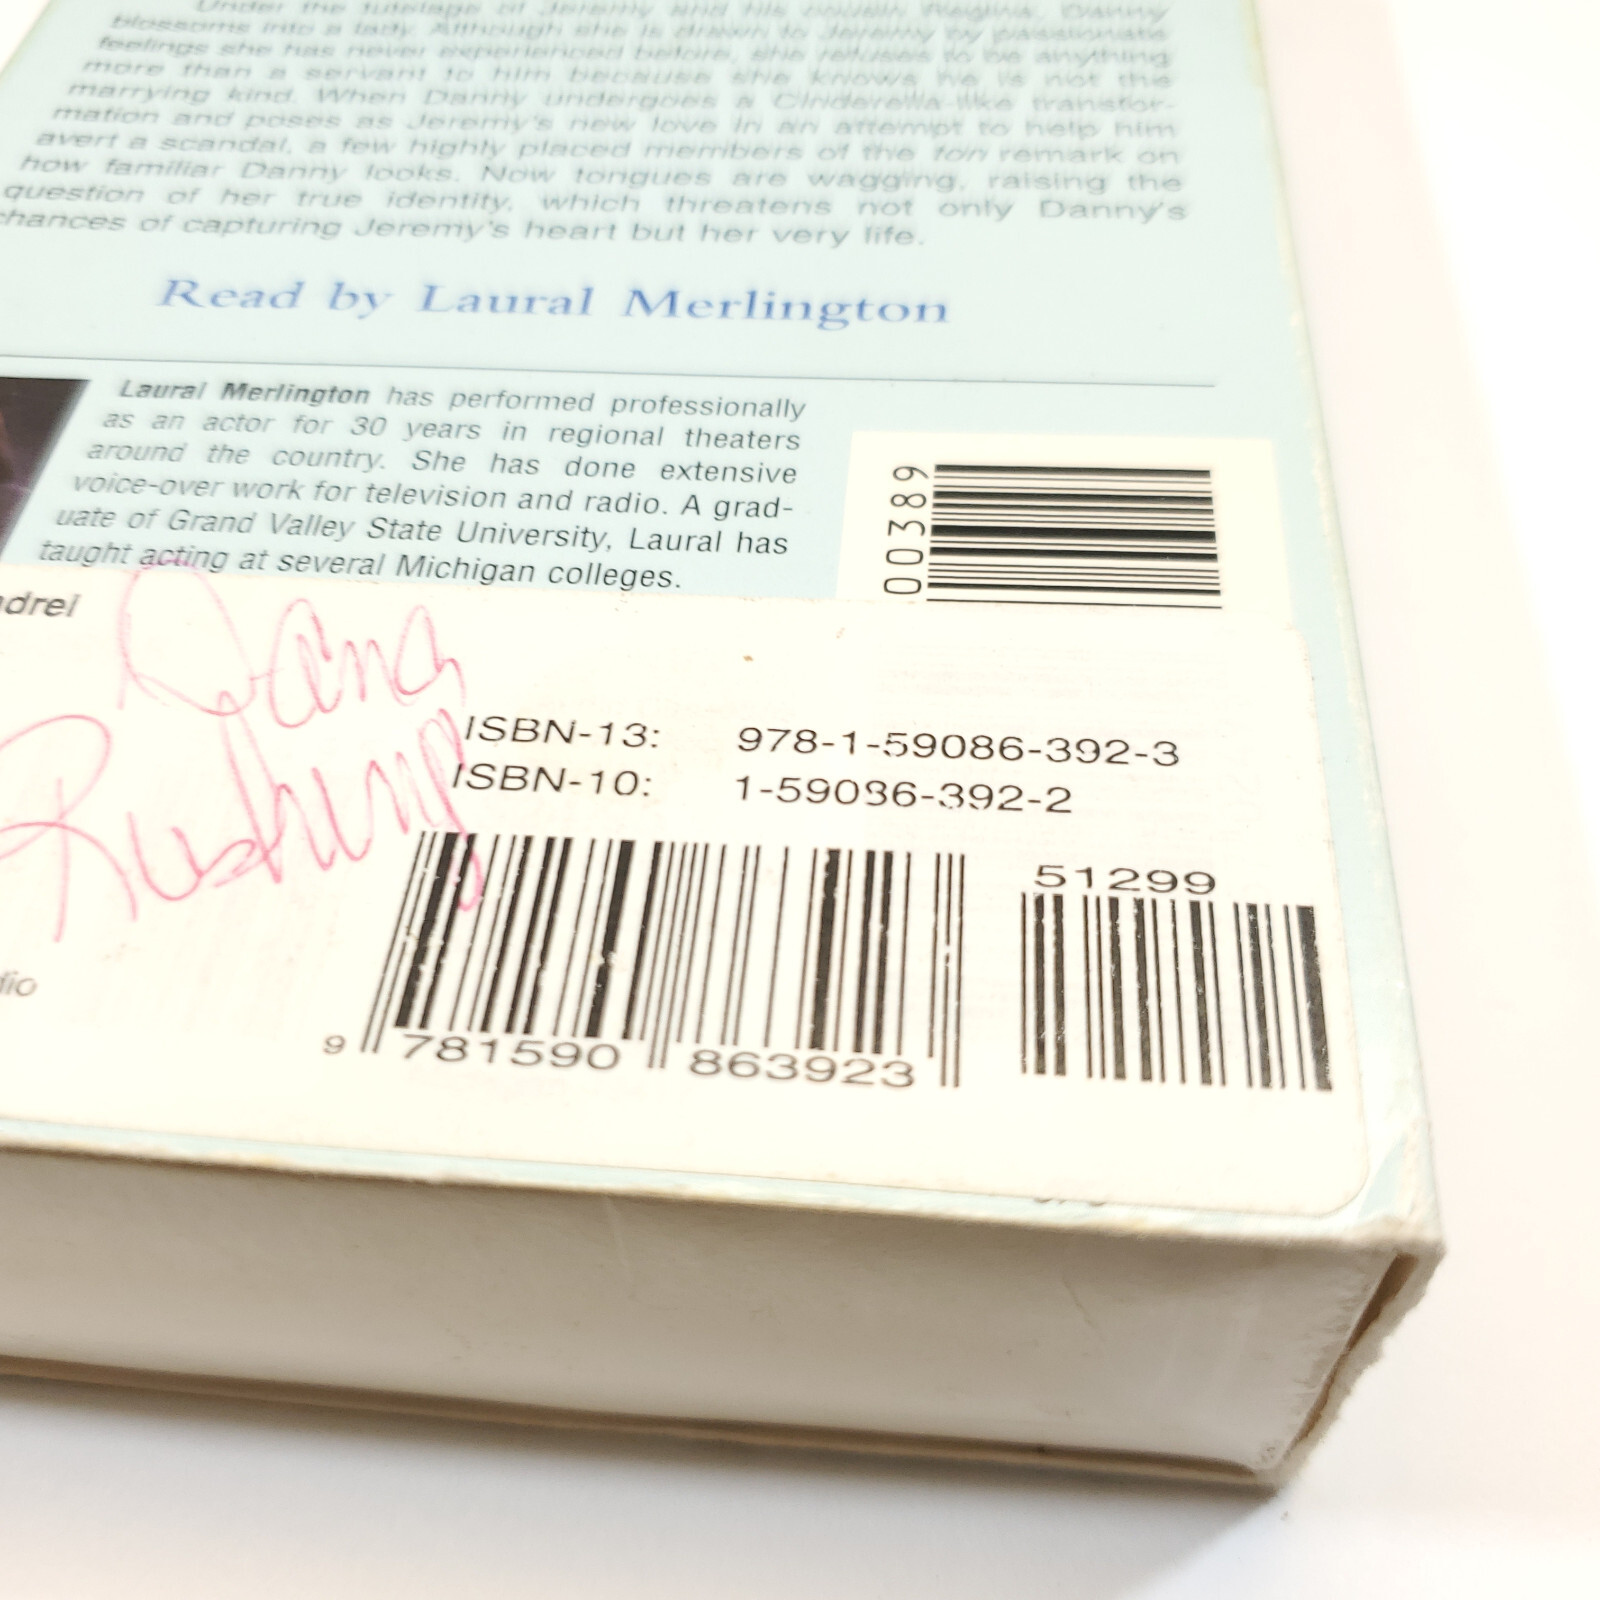 Under the tutelage of Jeremy and his cousin Regina, Danny
blossoms into a lady. Although she is drawn to Jeremy by passionate
feelings she has never experienced before, she refuses to be anything
more than a servant to him because she knows he is not the
marrying kind. When Danny undergoes a Cinderella-like transfor-
mation and poses as Jeremy's new love in an attempt to help him
avert a scandal, a few highly placed members of the ton remark on
how familiar Danny looks. Now tongues are wagging, raising the
question of her true identity, which threatens not only Danny's
chances of capturing Jeremy's heart but her very life.
Read by Laural Merlington
Laural Merlington has performed professionally
as an actor for 30 years in regional theaters
around the country. She has done extensive
voice-over work for television and radio. A grad-
uate of Grand Valley State University, Laural has
taught acting at several Michigan colleges.
00389
ndrei
Dana
Rushing
ISBN-13: 978-1-59086-392-3
ISBN-10: 1-59086-392-2
51299
dio
9 781590 863923